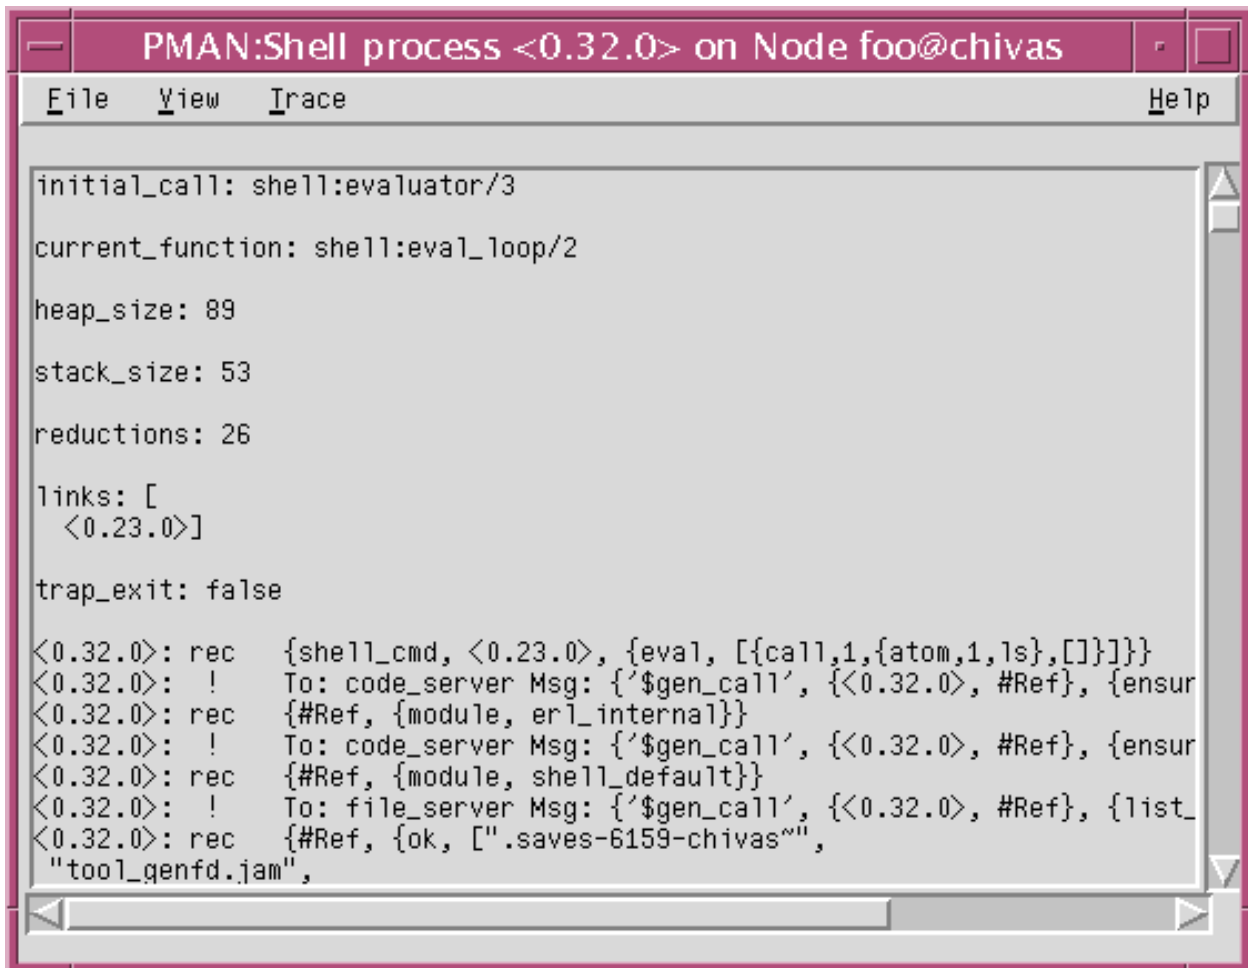 PMAN:Shell process <0.32.0> on Node foo@chivas
File View Trace Help
initial_call: shell:evaluator/3
current_function: shell:eval_loop/2
heap_size: 89
stack_size: 53
reductions: 26
links: [
<0.23.0>]
trap_exit: false
<0.32.0>: rec {shell_cmd, <0.23.0>, {eval, [{call,1,{atom,1,ls},[]}]}}
<0.32.0>: ! To: code_server Msg: {'$gen_call', {<0.32.0>, #Ref}, {ensur
<0.32.0>: rec {#Ref, {module, erl_internal}}
<0.32.0>: ! To: code_server Msg: {'$gen_call', {<0.32.0>, #Ref}, {ensur
<0.32.0>: rec {#Ref, {module, shell_default}}
<0.32.0>: ! To: file_server Msg: {'$gen_call', {<0.32.0>, #Ref}, {list_
<0.32.0>: rec {#Ref, {ok, [".saves-6159-chivas~",
"tool_genfd.jam",